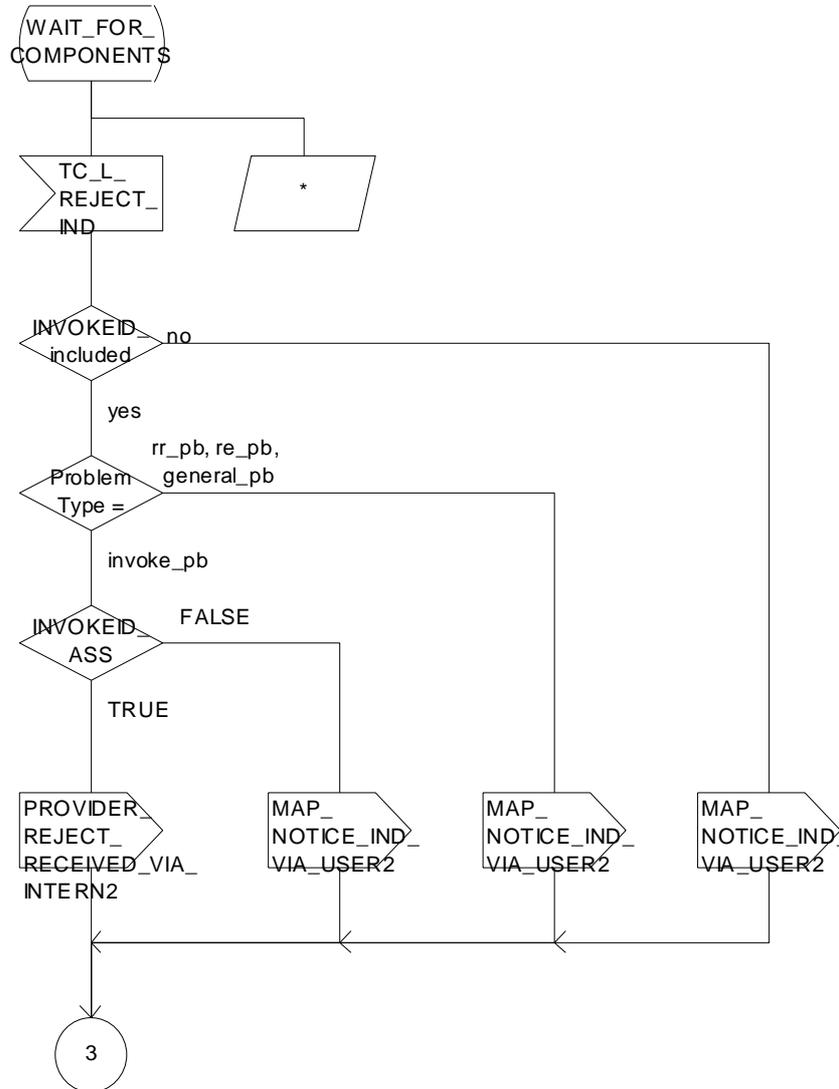 WAIT_FOR_
COMPONENTS
TC_L_
REJECT_
IND
*
INVOKEID_
included
no
yes
rr_pb, re_pb,
general_pb
Problem
Type =
invoke_pb
INVOKEID_
ASS
FALSE
TRUE
PROVIDER_
REJECT_
RECEIVED_VIA_
INTERN2
MAP_
NOTICE_IND_
VIA_USER2
MAP_
NOTICE_IND_
VIA_USER2
MAP_
NOTICE_IND_
VIA_USER2
3